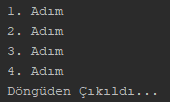 1. Adım
2. Adım
3. Adım
4. Adım
Döngüden Çıkıldı...